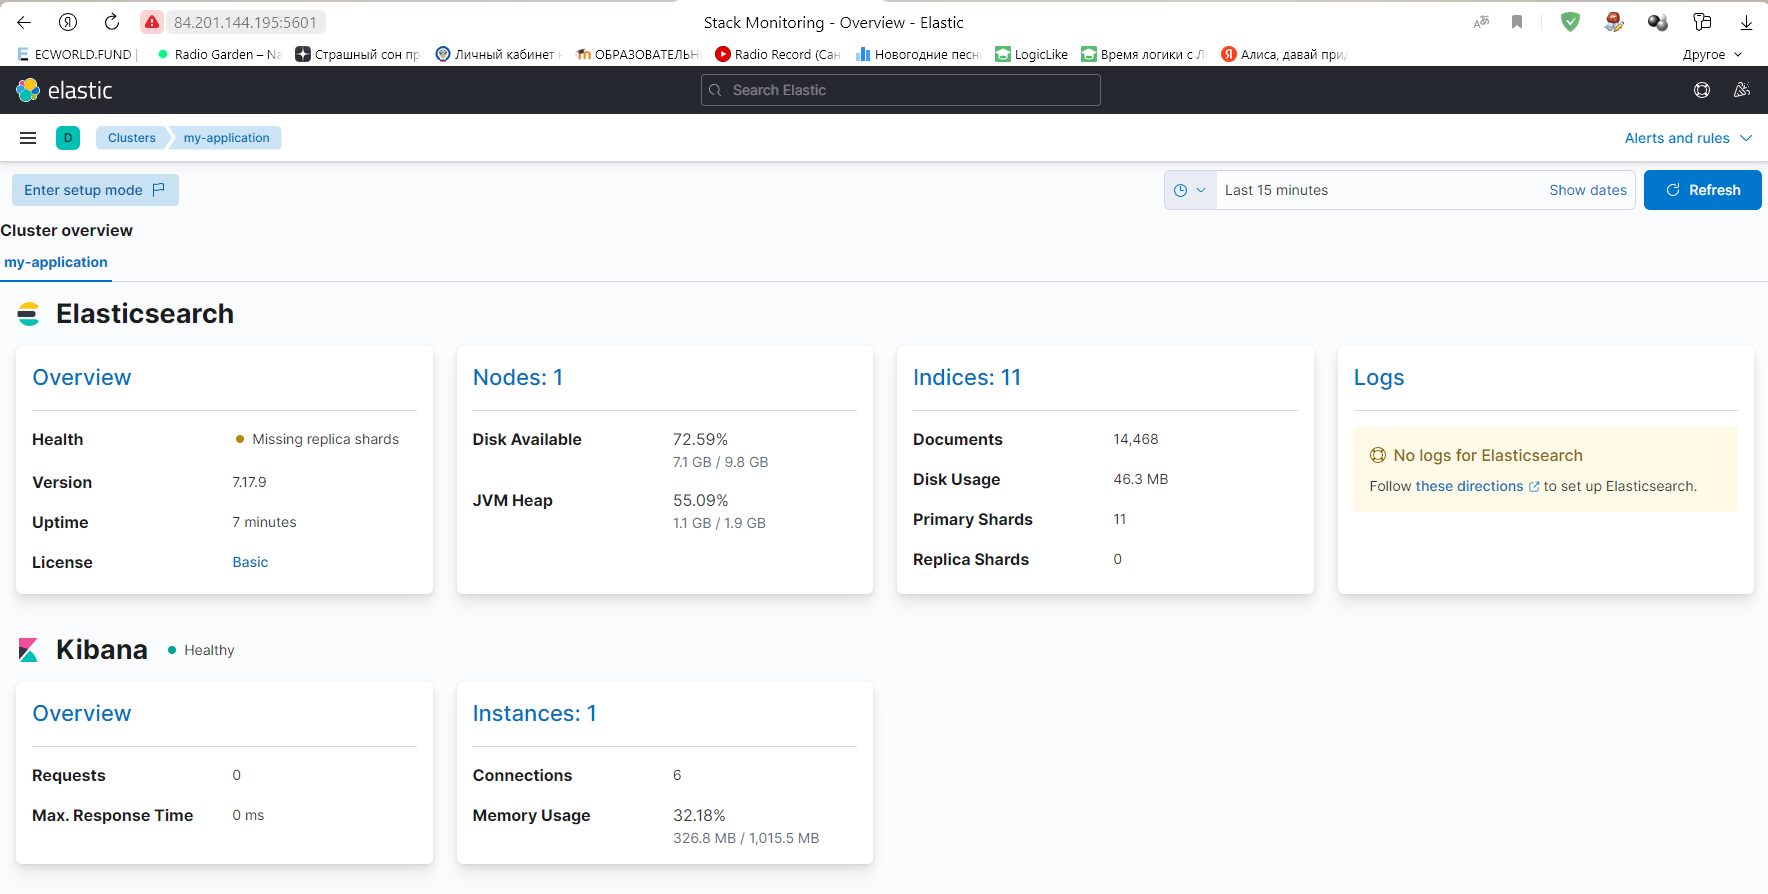 84.201.144.195:5601
Stack Monitoring - Overview - Elastic
ECWORLD.FUND |
Radio Garden – Na
Страшный сон пр
Личный кабинет
ОБРАЗОВАТЕЛЬН
Radio Record (Сан
Новогодние песн
LogicLike
Время логики с Ло
Алиса, давай прид
Другое
elastic
Search Elastic
D
Clusters
my-application
Alerts and rules
Enter setup mode
Last 15 minutes
Show dates
Refresh
Cluster overview
my-application
Elasticsearch
Overview
Health
Missing replica shards
Version
7.17.9
Uptime
7 minutes
License
Basic
Nodes: 1
Disk Available
72.59%
7.1 GB / 9.8 GB
JVM Heap
55.09%
1.1 GB / 1.9 GB
Indices: 11
Documents
14,468
Disk Usage
46.3 MB
Primary Shards
11
Replica Shards
0
Logs
No logs for Elasticsearch
Follow these directions to set up Elasticsearch.
Kibana
Healthy
Overview
Requests
0
Max. Response Time
0 ms
Instances: 1
Connections
6
Memory Usage
32.18%
326.8 MB / 1,015.5 MB